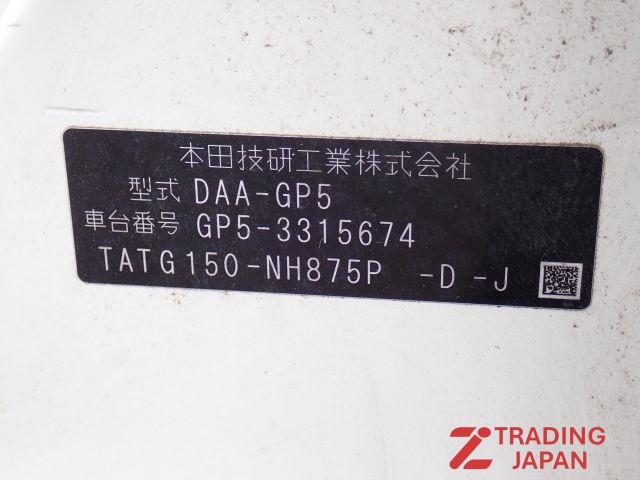 本田技研工業株式会社
型式 DAA-GP5
車台番号 GP5-3315674
TATG150-NH875P -D-J
TRADING
JAPAN